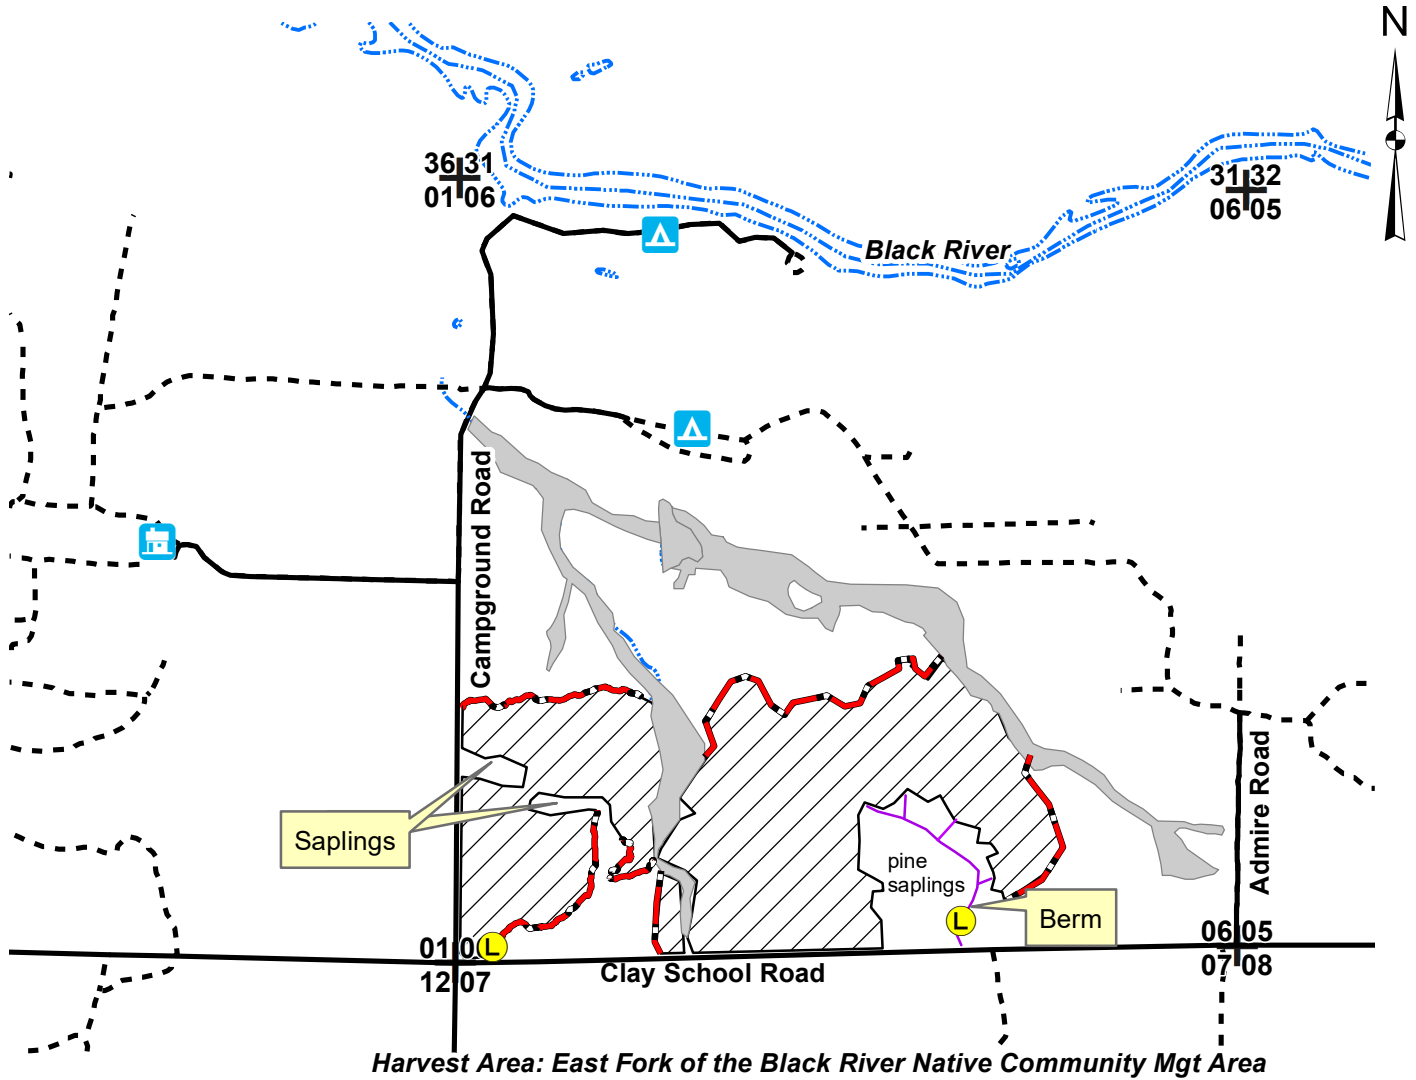 N
36 31
01 06
31 32
06 05
Black River
Campground Road
Saplings
pine
saplings
L
Berm
Admire Road
01 0
L
12 07
06 05
07 08
Clay School Road
Harvest Area: East Fork of the Black River Native Community Mgt Area